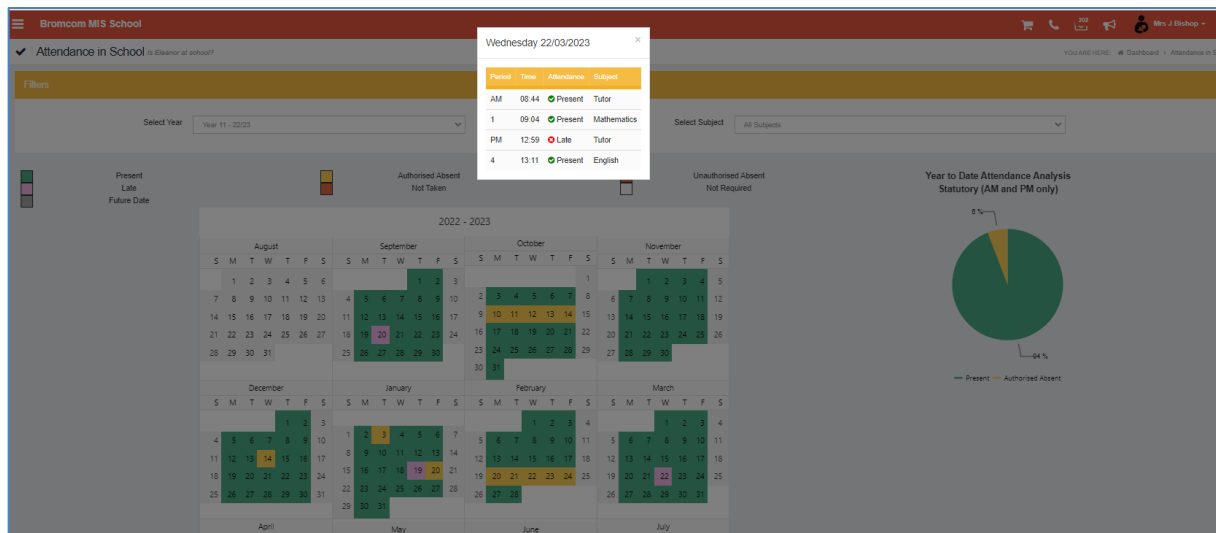 Bromcom MIS School
202
Mrs J Bishop
Attendance in School Is Eleanor at school?
YOU ARE HERE: Dashboard > Attendance in S
Wednesday 22/03/2023 ×
Period Time Attendance Subject
AM 08:44 Present Tutor
1 09:04 Present Mathematics
PM 12:59 Late Tutor
4 13:11 Present English
Filters
Select Year Year 11 - 22/23
Select Subject All Subjects
Present Authorised Absent Unauthorised Absent
Late Not Taken Not Required
Future Date
Year to Date Attendance Analysis
Statutory (AM and PM only)
6 %
94 %
Present Authorised Absent
2022 - 2023
August September October November
S M T W T F S S M T W T F S S M T W T F S S M T W T F S
1 2 3 4 5 6 1 2 3 1 1 2 3 4 5
7 8 9 10 11 12 13 4 5 6 7 8 9 10 2 3 4 5 6 7 8 6 7 8 9 10 11 12
14 15 16 17 18 19 20 11 12 13 14 15 16 17 9 10 11 12 13 14 15 13 14 15 16 17 18 19
21 22 23 24 25 26 27 18 19 20 21 22 23 24 16 17 18 19 20 21 22 20 21 22 23 24 25 26
28 29 30 31 25 26 27 28 29 30 23 24 25 26 27 28 29 27 28 29 30
30 31
December January February March
S M T W T F S S M T W T F S S M T W T F S S M T W T F S
1 2 3 1 2 3 4 5 6 7 1 2 3 4 1 2 3 4
4 5 6 7 8 9 10 8 9 10 11 12 13 14 5 6 7 8 9 10 11 5 6 7 8 9 10 11
11 12 13 14 15 16 17 15 16 17 18 19 20 21 12 13 14 15 16 17 18 12 13 14 15 16 17 18
18 19 20 21 22 23 24 22 23 24 25 26 27 28 19 20 21 22 23 24 25 19 20 21 22 23 24 25
25 26 27 28 29 30 31 29 30 31 26 27 28 26 27 28 29 30 31
April May June July